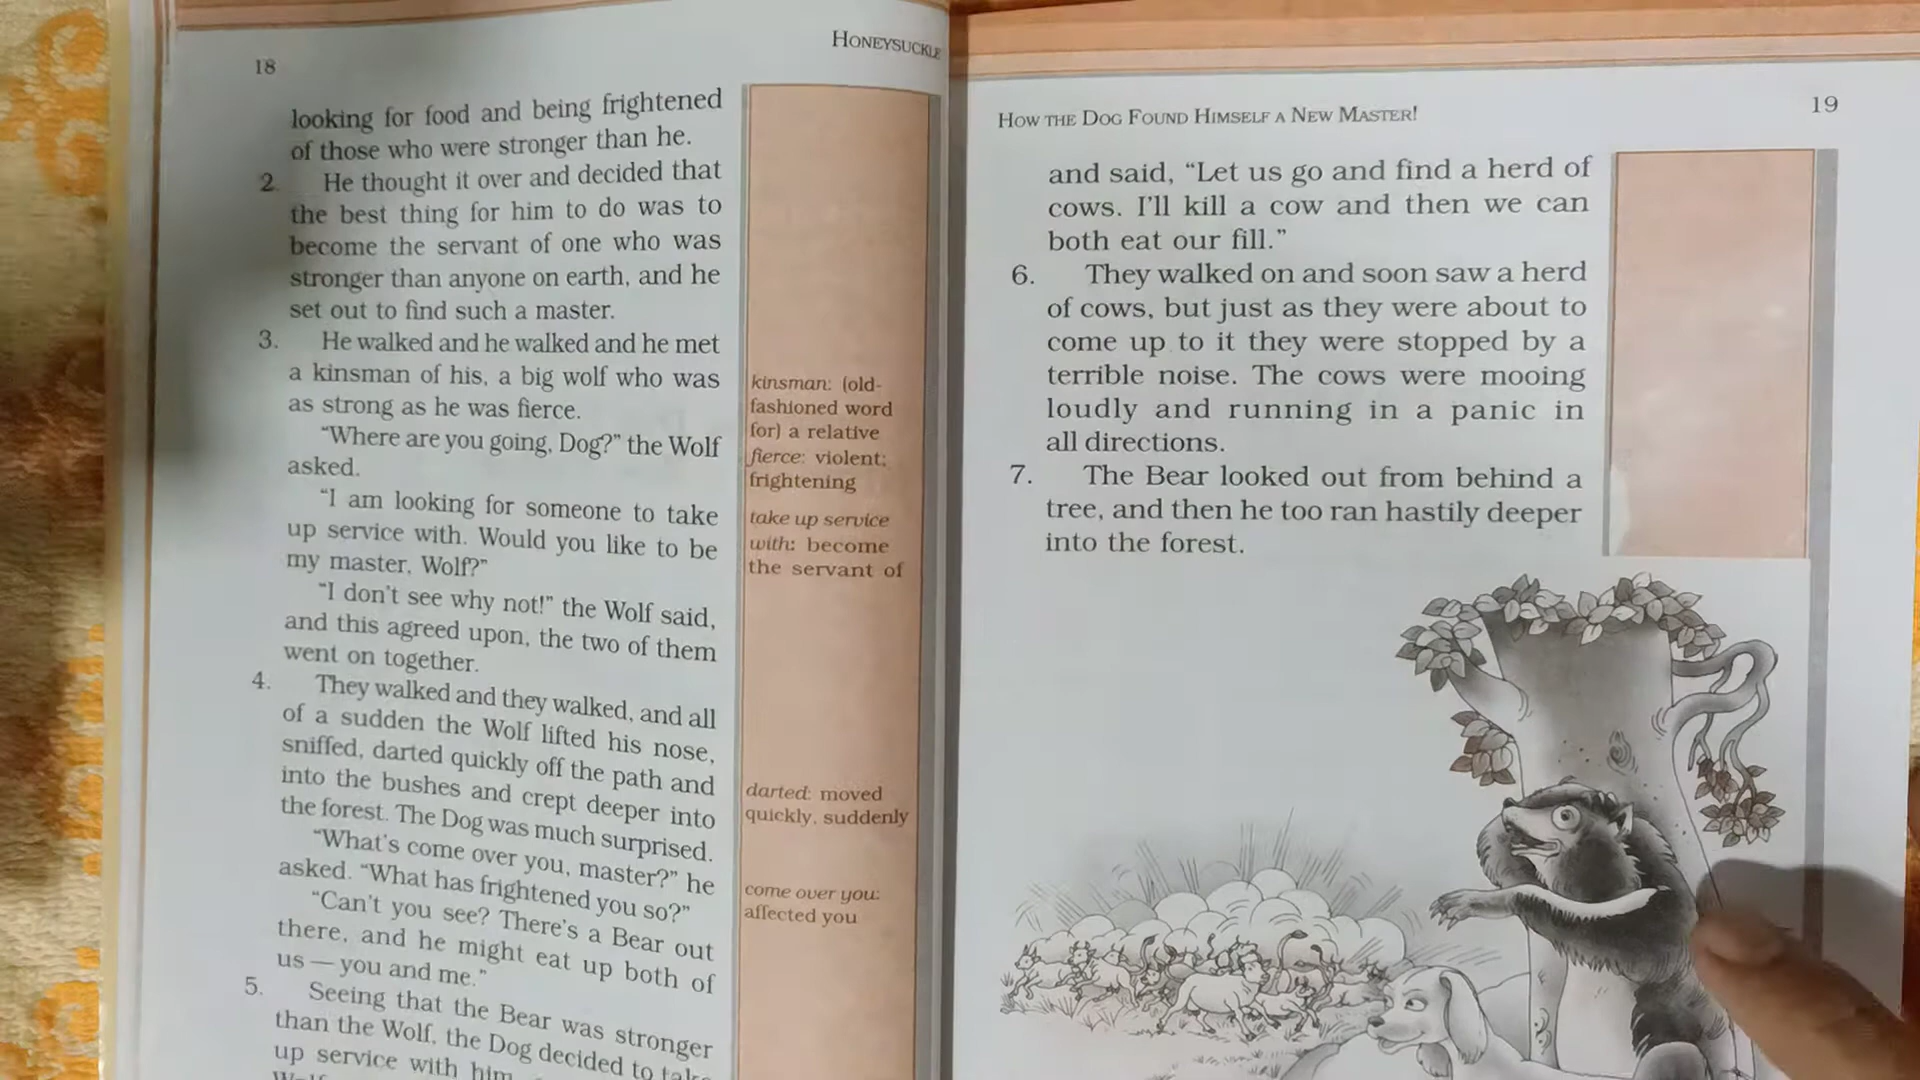 18
HONEYSUCKLE
looking for food and being frightened
of those who were stronger than he.
2. He thought it over and decided that
the best thing for him to do was to
become the servant of one who was
stronger than anyone on earth, and he
set out to find such a master.
3. He walked and he walked and he met
a kinsman of his, a big wolf who was
as strong as he was fierce.
“Where are you going, Dog?” the Wolf
asked.
“I am looking for someone to take
up service with. Would you like to be
my master, Wolf?”
“I don't see why not!” the Wolf said,
and this agreed upon, the two of them
went on together.
4. They walked and they walked, and all
of a sudden the Wolf lifted his nose,
sniffed, darted quickly off the path and
into the bushes and crept deeper into
the forest. The Dog was much surprised.
“What's come over you, master?” he
asked. “What has frightened you so?”
“Can't you see? There's a Bear out
there, and he might eat up both of
us — you and me.”
5. Seeing that the Bear was stronger
than the Wolf, the Dog decided to take
up service with him
kinsman: (old-
fashioned word
for) a relative
fierce: violent;
frightening
take up service
with: become
the servant of
darted: moved
quickly, suddenly
come over you:
affected you
HOW THE DOG FOUND HIMSELF A NEW MASTER!
19
and said, “Let us go and find a herd of
cows. I'll kill a cow and then we can
both eat our fill.”
6. They walked on and soon saw a herd
of cows, but just as they were about to
come up to it they were stopped by a
terrible noise. The cows were mooing
loudly and running in a panic in
all directions.
7. The Bear looked out from behind a
tree, and then he too ran hastily deeper
into the forest.